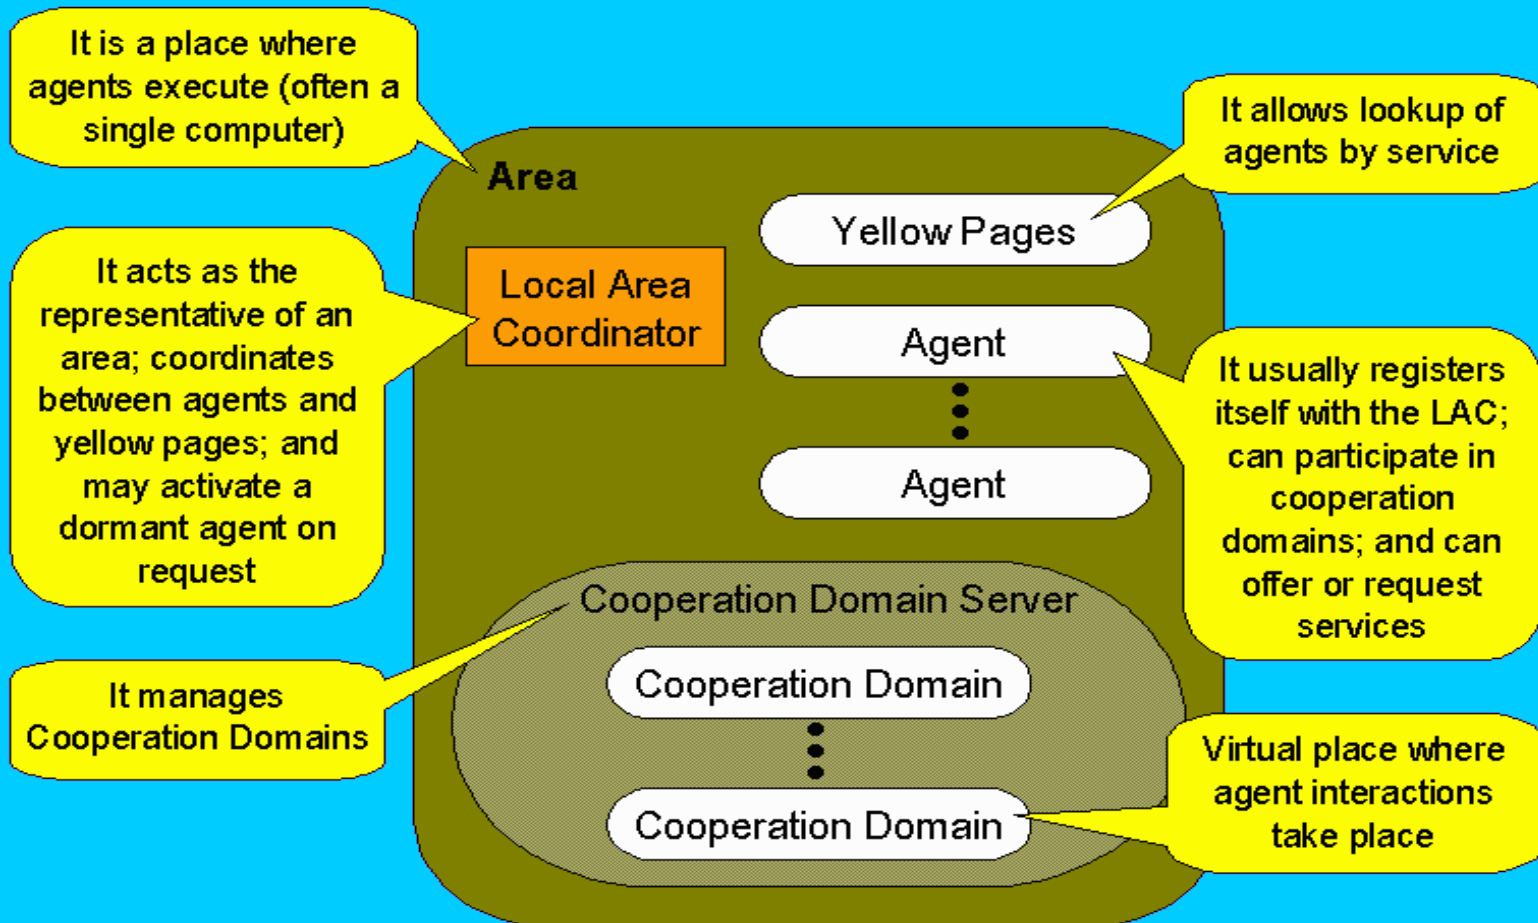 It is a place where
agents execute (often a
single computer)
It allows lookup of
agents by service
Area
Yellow Pages
It acts as the
representative of an
area; coordinates
between agents and
yellow pages; and
may activate a
dormant agent on
request
Local Area
Coordinator
Agent
Agent
It usually registers
itself with the LAC;
can participate in
cooperation
domains; and can
offer or request
services
Cooperation Domain Server
It manages
Cooperation Domains
Cooperation Domain
Cooperation Domain
Virtual place where
agent interactions
take place